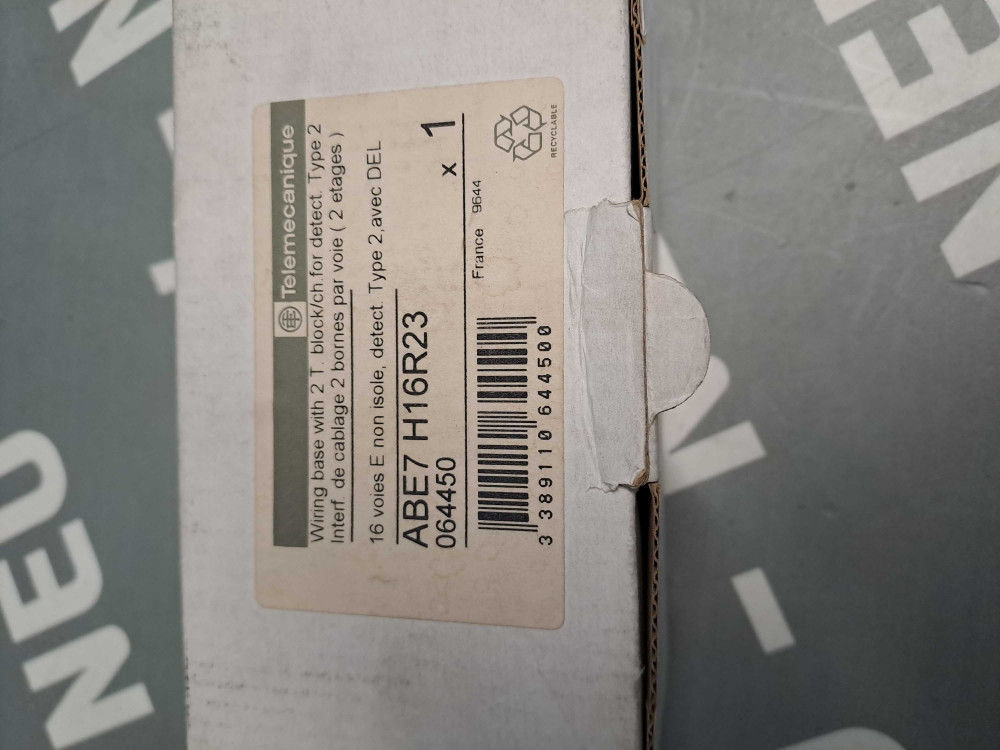 Telemecanique
Wiring base with 2 T. block/ch.for detect. Type 2
Interf. de cablage 2 bornes par voie ( 2 etages )
16 voies E non isole, detect. Type 2,avec DEL
ABE7 H16R23
064450
x 1
France 9644
3 389110 644500
RECYCLABLE
NEU
NEU